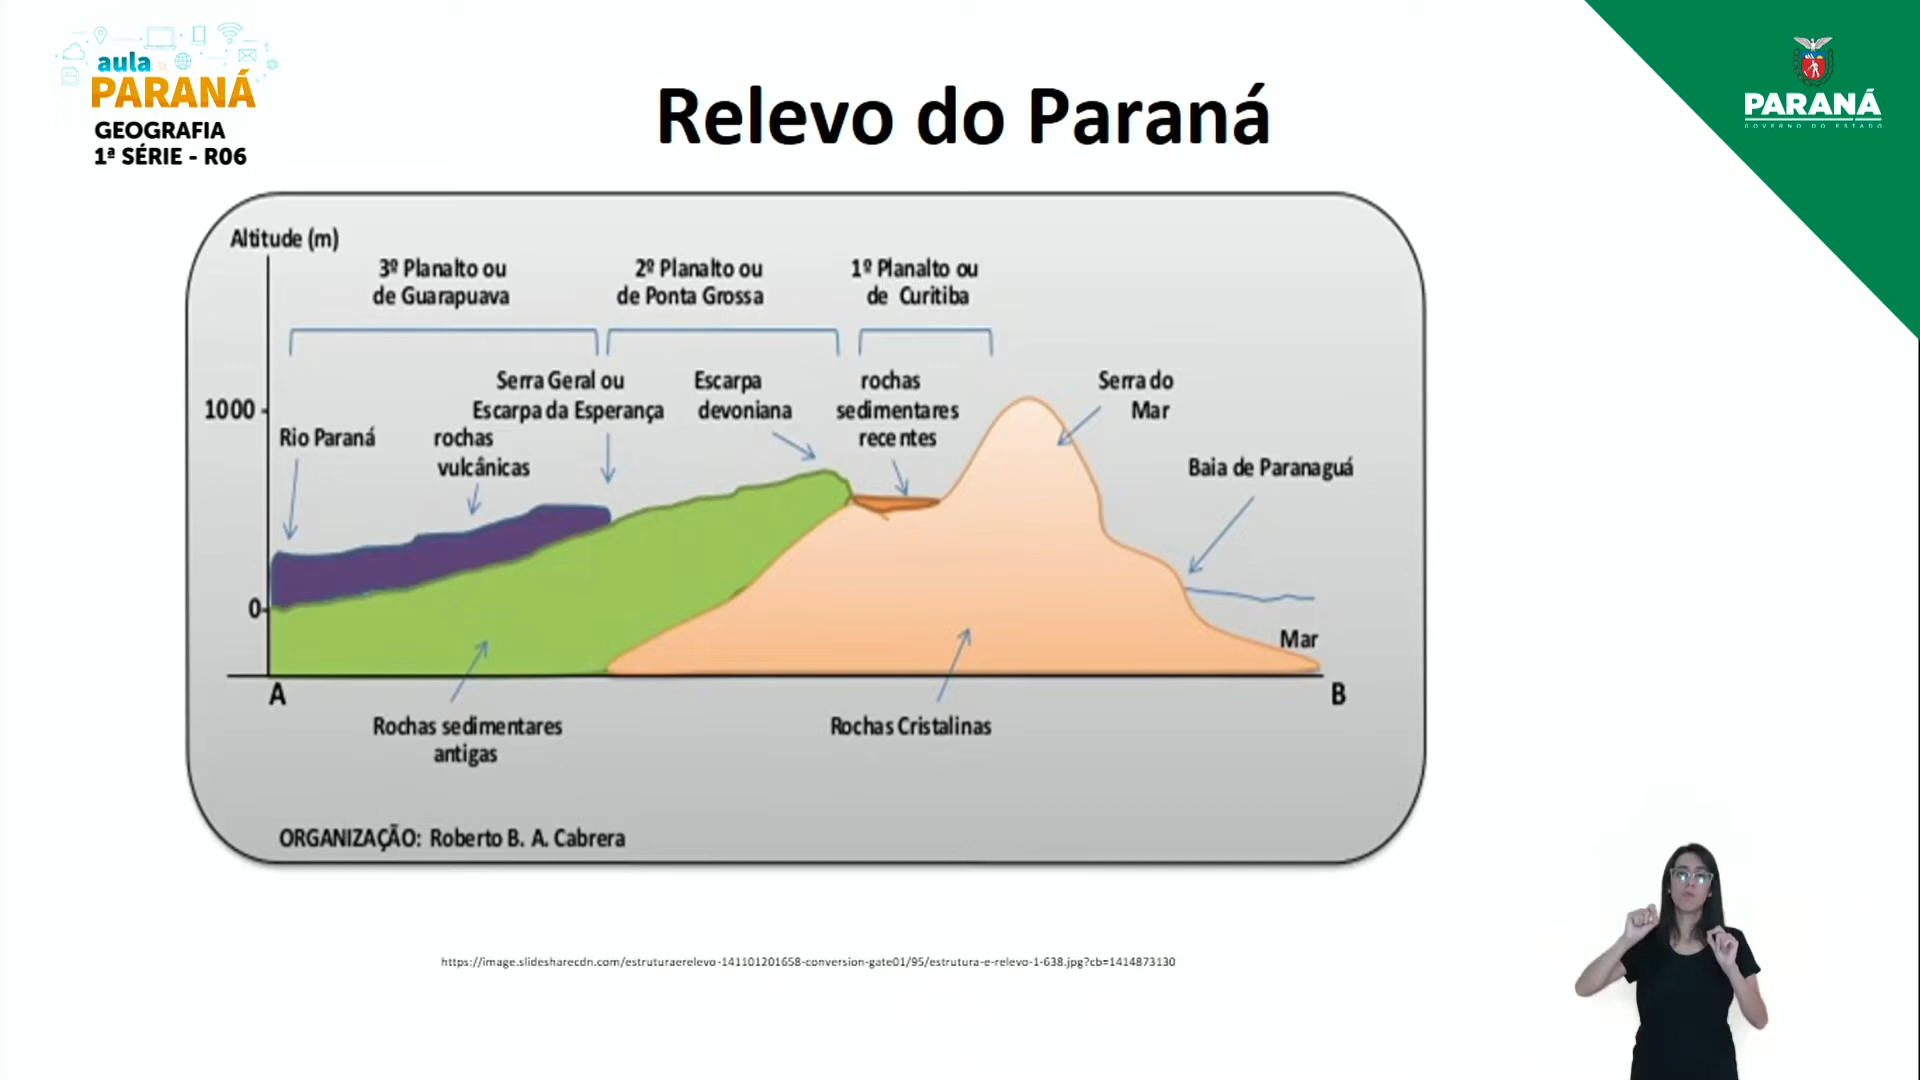 aula
PARANÁ
GEOGRAFIA
1ª SÉRIE - R06
Relevo do Paraná
PARANÁ
GOVERNO DO ESTADO
Altitude (m)
3º Planalto ou
de Guarapuava
2º Planalto ou
de Ponta Grossa
1º Planalto ou
de Curitiba
Serra Geral ou
Escarpa da Esperança
Escarpa
devoniana
rochas
sedimentares
recentes
Serra do
Mar
1000
Rio Paraná
rochas
vulcânicas
Baia de Paranaguá
0
Mar
A
B
Rochas sedimentares
antigas
Rochas Cristalinas
ORGANIZAÇÃO: Roberto B. A. Cabrera
https://image.slidesharecdn.com/estruturaerelevo-141101201658-conversion-gate01/95/estrutura-e-relevo-1-638.jpg?cb=1414873130